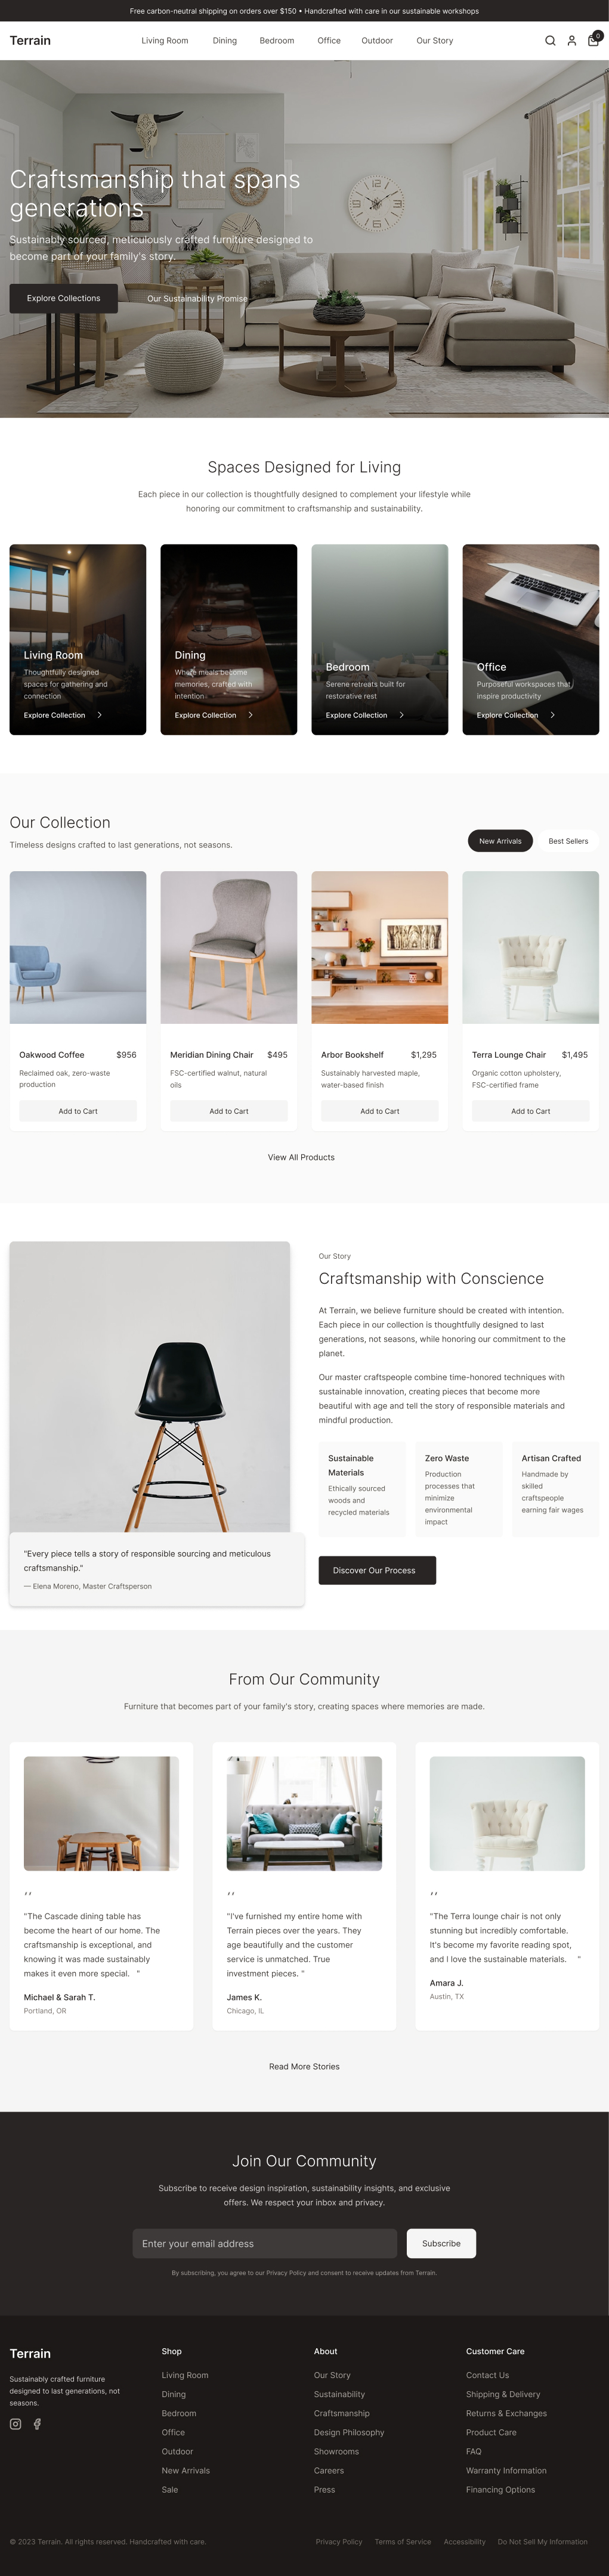 Free carbon-neutral shipping on orders over $150 • Handcrafted with care in our sustainable workshops
Terrain
Living Room
Dining
Bedroom
Office
Outdoor
Our Story
0
Craftsmanship that spans
generations
Sustainably sourced, meticulously crafted furniture designed to
become part of your family's story.
Explore Collections
Our Sustainability Promise
Spaces Designed for Living
Each piece in our collection is thoughtfully designed to complement your lifestyle while
honoring our commitment to craftsmanship and sustainability.
Living Room
Thoughtfully designed
spaces for gathering and
connection
Explore Collection
Dining
Where meals become
memories, crafted with
intention
Explore Collection
Bedroom
Serene retreats built for
restorative rest
Explore Collection
Office
Purposeful workspaces that
inspire productivity
Explore Collection
Our Collection
Timeless designs crafted to last generations, not seasons.
New Arrivals
Best Sellers
Oakwood Coffee $956
Reclaimed oak, zero-waste
production
Add to Cart
Meridian Dining Chair $495
FSC-certified walnut, natural
oils
Add to Cart
Arbor Bookshelf $1,295
Sustainably harvested maple,
water-based finish
Add to Cart
Terra Lounge Chair $1,495
Organic cotton upholstery,
FSC-certified frame
Add to Cart
View All Products
Our Story
Craftsmanship with Conscience
At Terrain, we believe furniture should be created with intention.
Each piece in our collection is thoughtfully designed to last
generations, not seasons, while honoring our commitment to the
planet.
Our master craftspeople combine time-honored techniques with
sustainable innovation, creating pieces that become more
beautiful with age and tell the story of responsible materials and
mindful production.
Sustainable
Materials
Ethically sourced
woods and
recycled materials
Zero Waste
Production
processes that
minimize
environmental
impact
Artisan Crafted
Handmade by
skilled
craftspeople
earning fair wages
Discover Our Process
"Every piece tells a story of responsible sourcing and meticulous
craftsmanship."
— Elena Moreno, Master Craftsperson
From Our Community
Furniture that becomes part of your family's story, creating spaces where memories are made.
"The Cascade dining table has
become the heart of our home. The
craftsmanship is exceptional, and
knowing it was made sustainably
makes it even more special. "
Michael & Sarah T.
Portland, OR
"I've furnished my entire home with
Terrain pieces over the years. They
age beautifully and the customer
service is unmatched. True
investment pieces. "
James K.
Chicago, IL
"The Terra lounge chair is not only
stunning but incredibly comfortable.
It's become my favorite reading spot,
and I love the sustainable materials. "
Amara J.
Austin, TX
Read More Stories
Join Our Community
Subscribe to receive design inspiration, sustainability insights, and exclusive
offers. We respect your inbox and privacy.
Enter your email address
Subscribe
By subscribing, you agree to our Privacy Policy and consent to receive updates from Terrain.
Terrain
Sustainably crafted furniture
designed to last generations, not
seasons.
Shop
Living Room
Dining
Bedroom
Office
Outdoor
New Arrivals
Sale
About
Our Story
Sustainability
Craftsmanship
Design Philosophy
Showrooms
Careers
Press
Customer Care
Contact Us
Shipping & Delivery
Returns & Exchanges
Product Care
FAQ
Warranty Information
Financing Options
© 2023 Terrain. All rights reserved. Handcrafted with care.
Privacy Policy
Terms of Service
Accessibility
Do Not Sell My Information